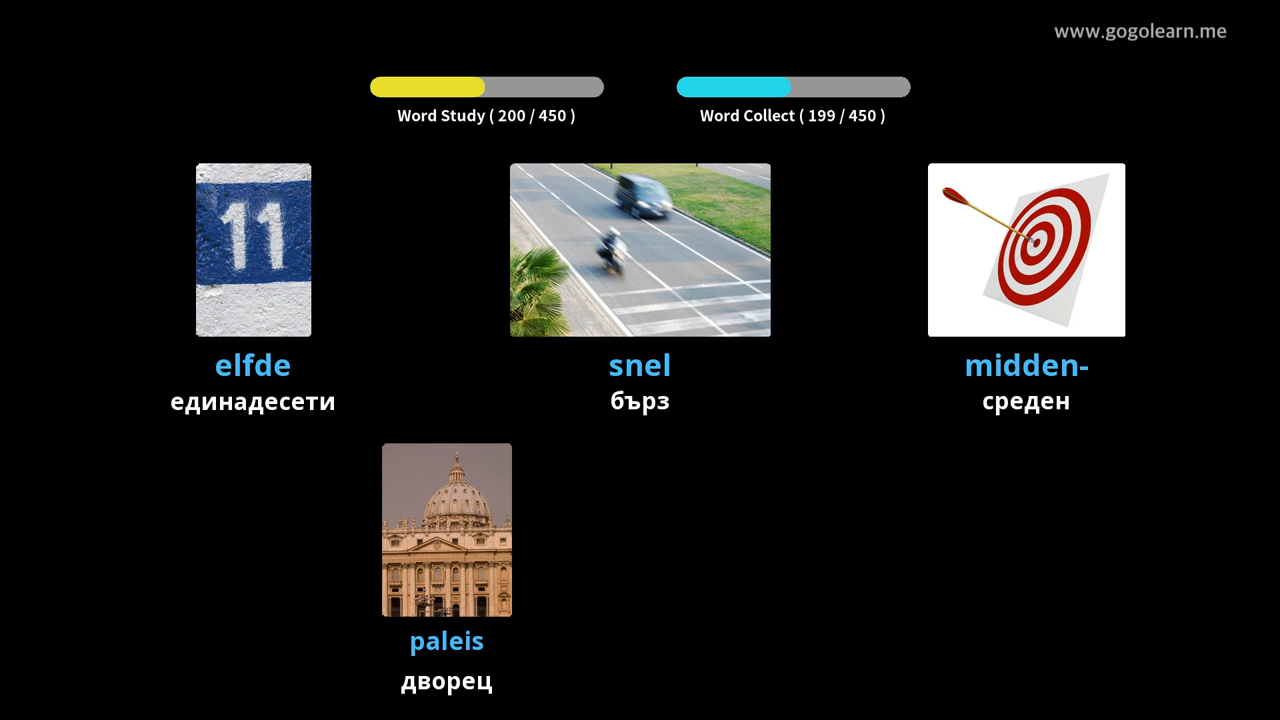 www.gogolearn.me
Word Study ( 200 / 450 )
Word Collect ( 199 / 450 )
11
elfde
единадесети
snel
бърз
midden-
среден
paleis
дворец